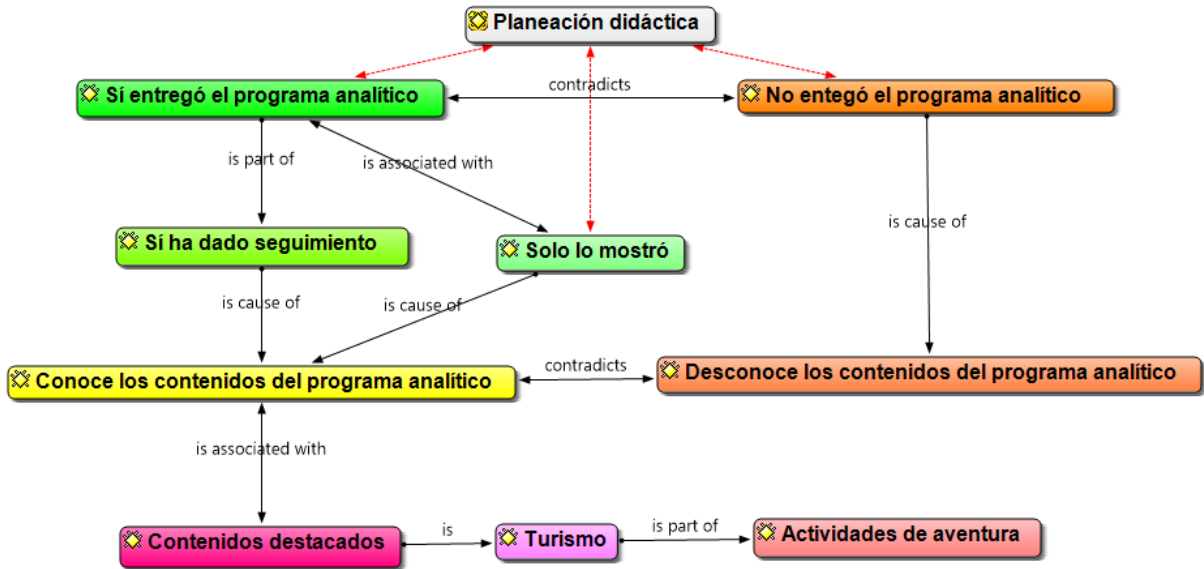 Planeación didáctica
Sí entregó el programa analítico
contradicts
No entegó el programa analítico
is part of
is associated with
is cause of
Sí ha dado seguimiento
Solo lo mostró
is cause of
is cause of
Conoce los contenidos del programa analítico
contradicts
Desconoce los contenidos del programa analítico
is associated with
Contenidos destacados
is
Turismo
is part of
Actividades de aventura